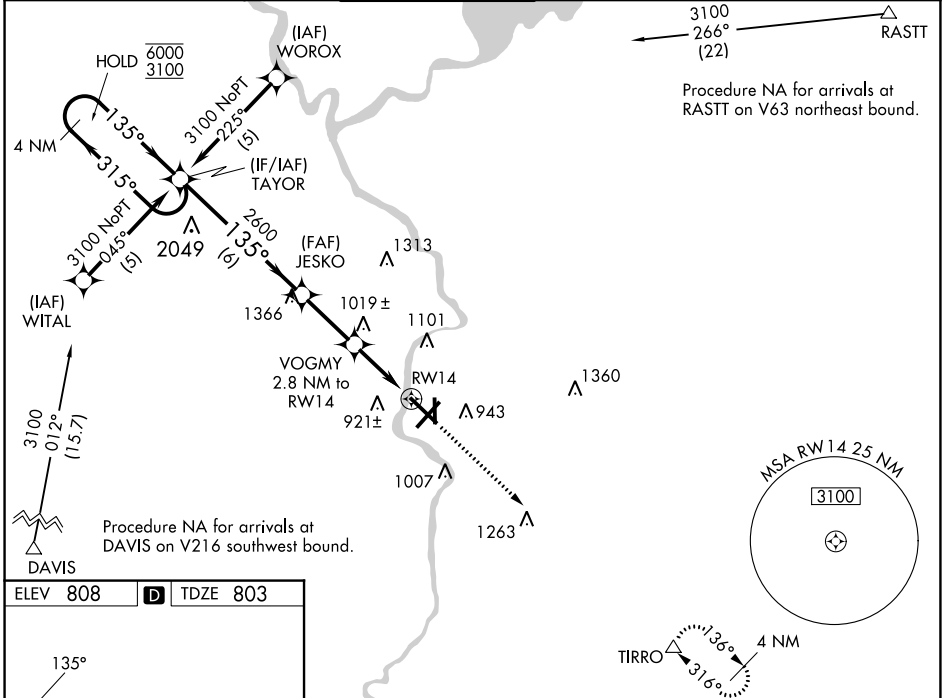 (IAF)
WOROX
3100
266°
(22)
RASTT
Procedure NA for arrivals at
RASTT on V63 northeast bound.
HOLD 6000
3100
4 NM
135°
315°
3100 NoPT
225°
(5)
(IF/IAF)
TAYOR
3100 NoPT
045°
(5)
2049
2600
135°
(6)
(IAF)
WITAL
(FAF)
JESKO
1313
1366
1019 ±
1101
VOGMY
2.8 NM to
RW14
RW14
921±
943
1360
1007
1263
3100
012°
(15.7)
DAVIS
Procedure NA for arrivals at
DAVIS on V216 southwest bound.
MSA RW14 25 NM
3100
ELEV 808 D TDZE 803
135°
TIRRO
136°
316°
4 NM